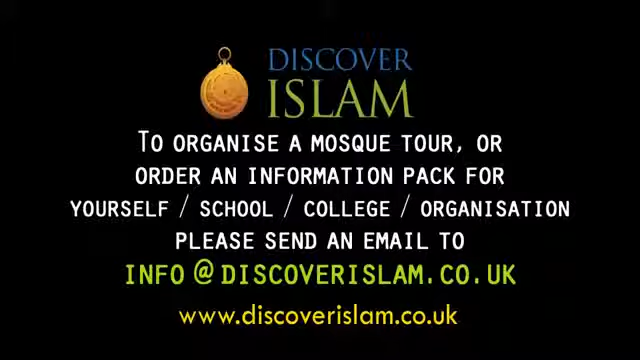 DISCOVER
ISLAM
TO ORGANISE A MOSQUE TOUR, OR
ORDER AN INFORMATION PACK FOR
YOURSELF / SCHOOL / COLLEGE / ORGANISATION
PLEASE SEND AN EMAIL TO
INFO@DISCOVERISLAM.CO.UK
www.discoverislam.co.uk